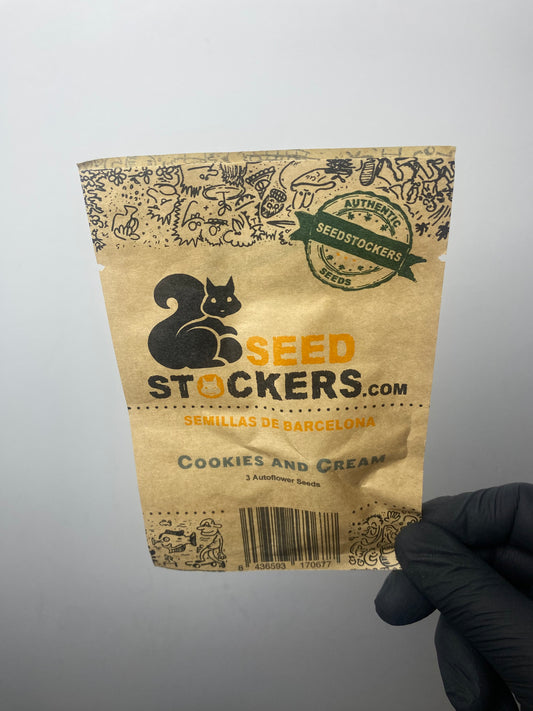 AUTHENTIC
SEEDSTOCKERS
SEEDS
SEED
STOCKERS.COM
SEMILLAS DE BARCELONA
COOKIES AND CREAM
3 Autoflower Seeds
8 436593 170677